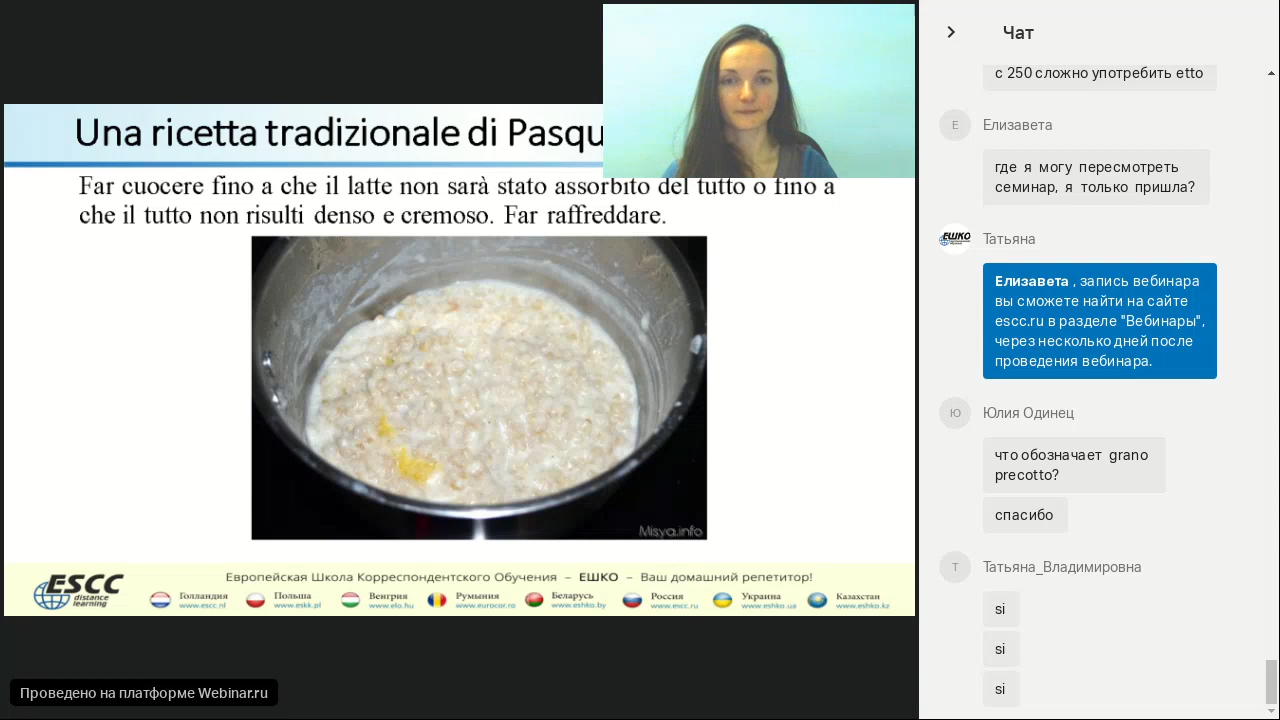 Una ricetta tradizionale di Pasqu
Far cuocere fino a che il latte non sarà stato assorbito del tutto o fino a
che il tutto non risulti denso e cremoso. Far raffreddare.
Misya.info
ESCC
distance
learning
Европейская Школа Корреспондентского Обучения – ЕШКО – Ваш домашний репетитор!
Голландия
www.escc.nl
Польша
www.eskk.pl
Венгрия
www.elo.hu
Румыния
www.eurocor.ro
Беларусь
www.eshko.by
Россия
www.escc.ru
Украина
www.eshko.ua
Казахстан
www.eshko.kz
Проведено на платформе Webinar.ru
Чат
с 250 сложно употребить etto
Е
Елизавета
где я могу пересмотреть
семинар, я только пришла?
ЕШКО
Татьяна
Елизавета , запись вебинара
вы сможете найти на сайте
escc.ru в разделе "Вебинары",
через несколько дней после
проведения вебинара.
Ю
Юлия Одинец
что обозначает grano
precotto?
спасибо
Т
Татьяна_Владимировна
si
si
si